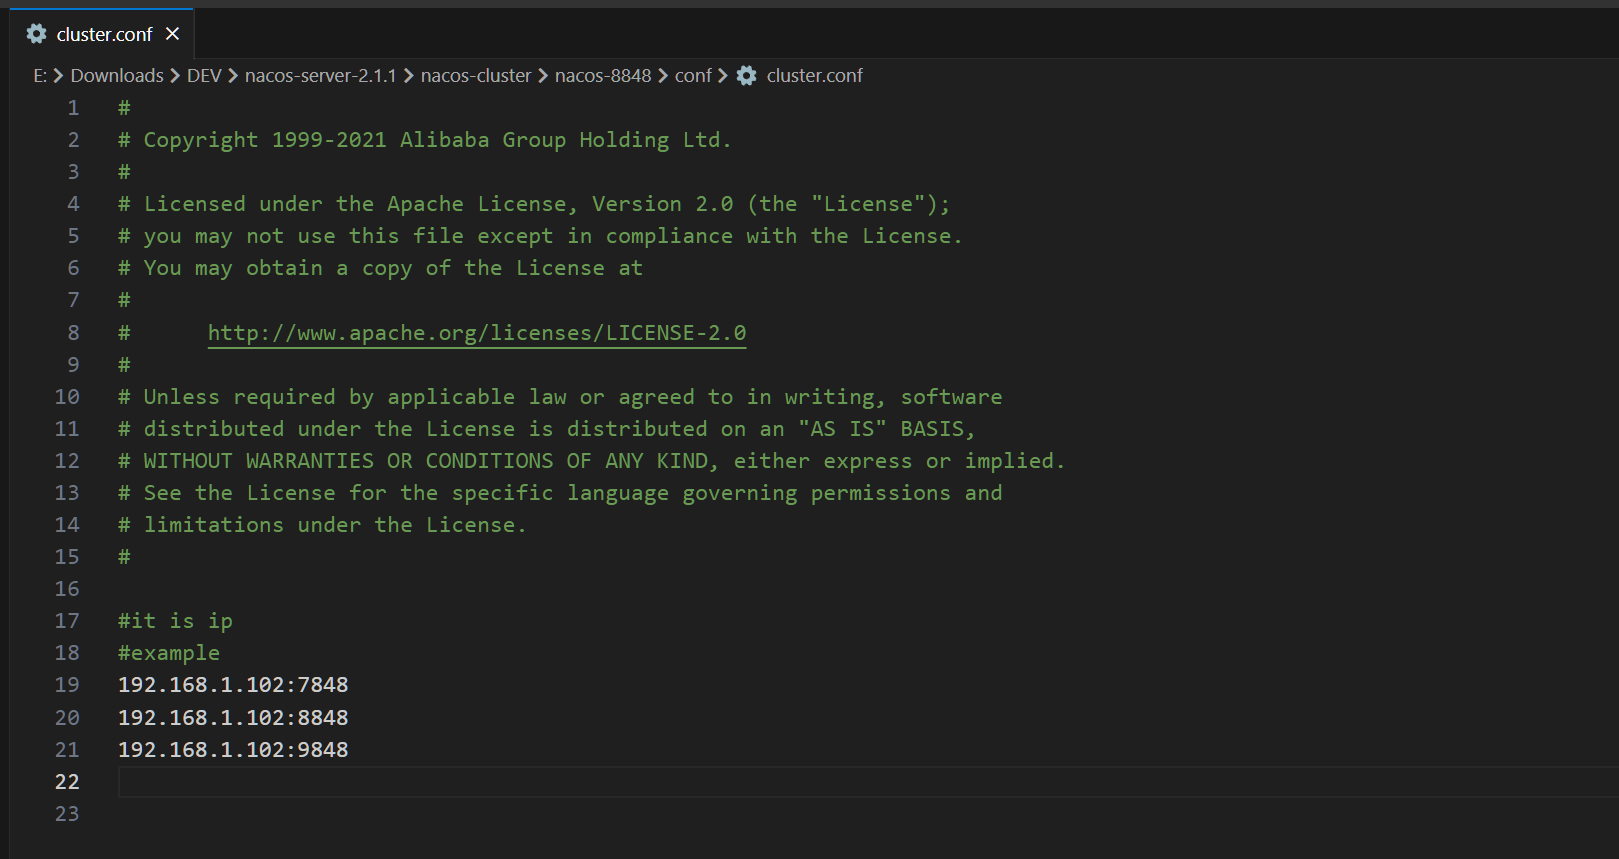 cluster.conf
E: > Downloads > DEV > nacos-server-2.1.1 > nacos-cluster > nacos-8848 > conf > cluster.conf
1 #
2 # Copyright 1999-2021 Alibaba Group Holding Ltd.
3 #
4 # Licensed under the Apache License, Version 2.0 (the "License");
5 # you may not use this file except in compliance with the License.
6 # You may obtain a copy of the License at
7 #
8 #      http://www.apache.org/licenses/LICENSE-2.0
9 #
10 # Unless required by applicable law or agreed to in writing, software
11 # distributed under the License is distributed on an "AS IS" BASIS,
12 # WITHOUT WARRANTIES OR CONDITIONS OF ANY KIND, either express or implied.
13 # See the License for the specific language governing permissions and
14 # limitations under the License.
15 #
16
17 #it is ip
18 #example
19 192.168.1.102:7848
20 192.168.1.102:8848
21 192.168.1.102:9848
22
23